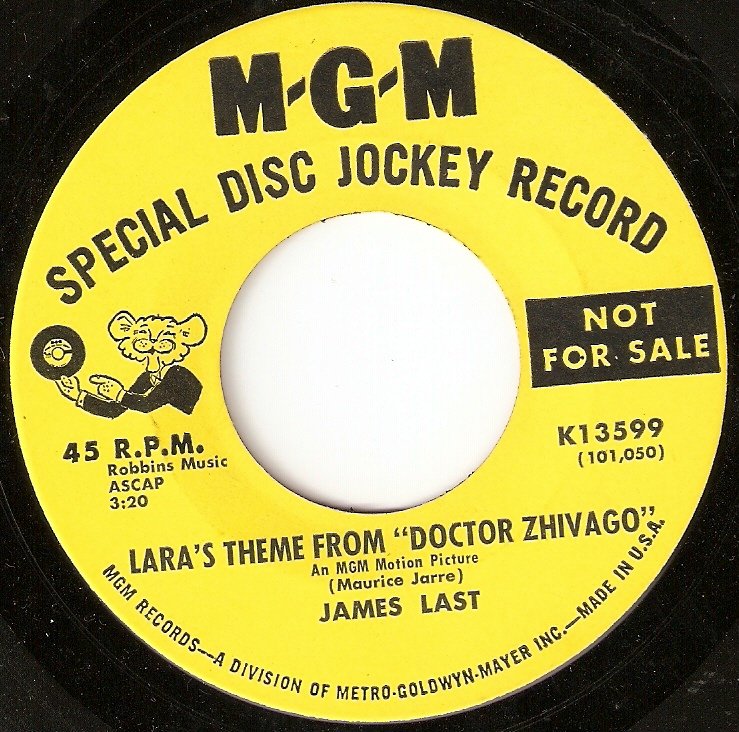 M-G-M
SPECIAL DISC JOCKEY RECORD
NOT
FOR SALE
45 R.P.M.
Robbins Music
ASCAP
3:20
K13599
(101,050)
LARA'S THEME FROM "DOCTOR ZHIVAGO"
An MGM Motion Picture
(Maurice Jarre)
JAMES LAST
MGM RECORDS—A DIVISION OF METRO-GOLDWYN-MAYER INC.—MADE IN U.S.A.